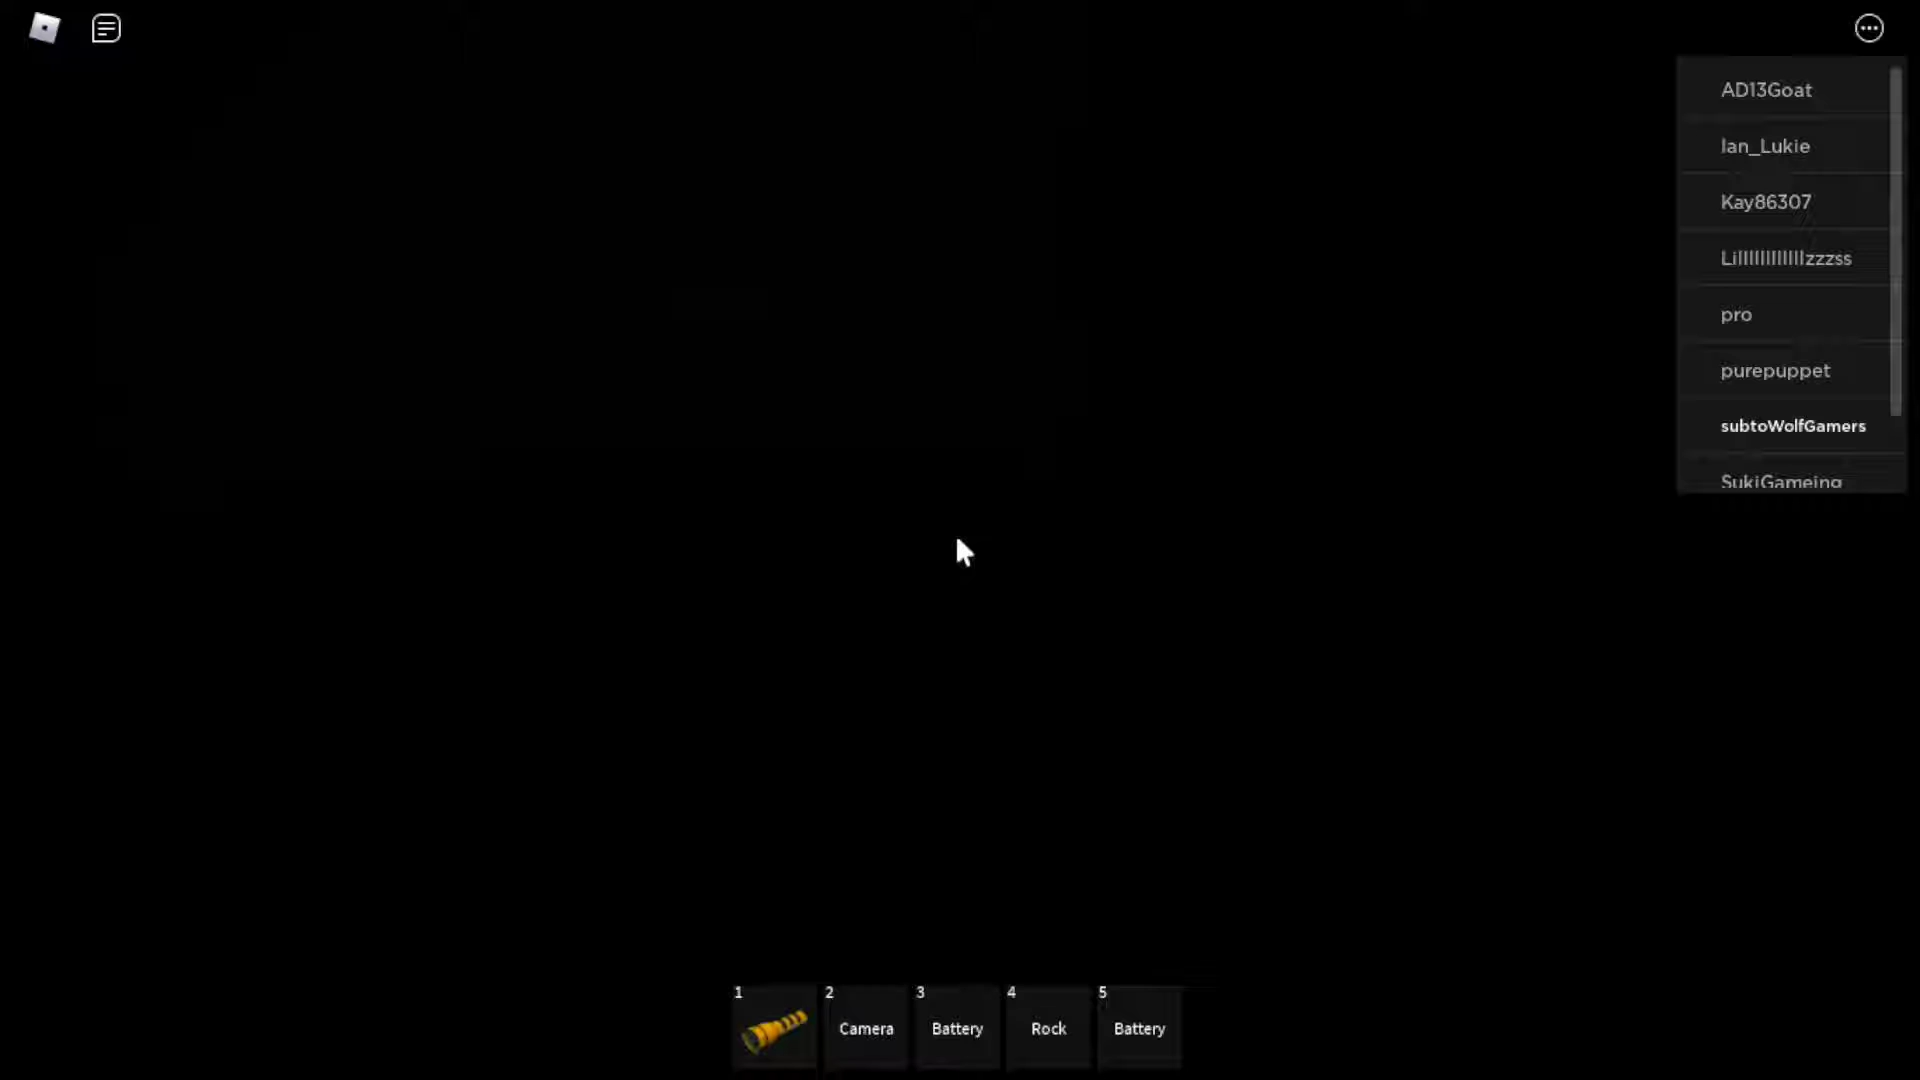 AD13Goat
Ian_Lukie
Kay86307
pro
purepuppet
subtoWolfGamers
SukiGameing
1
2
3
4
5
Camera
Battery
Rock
Battery